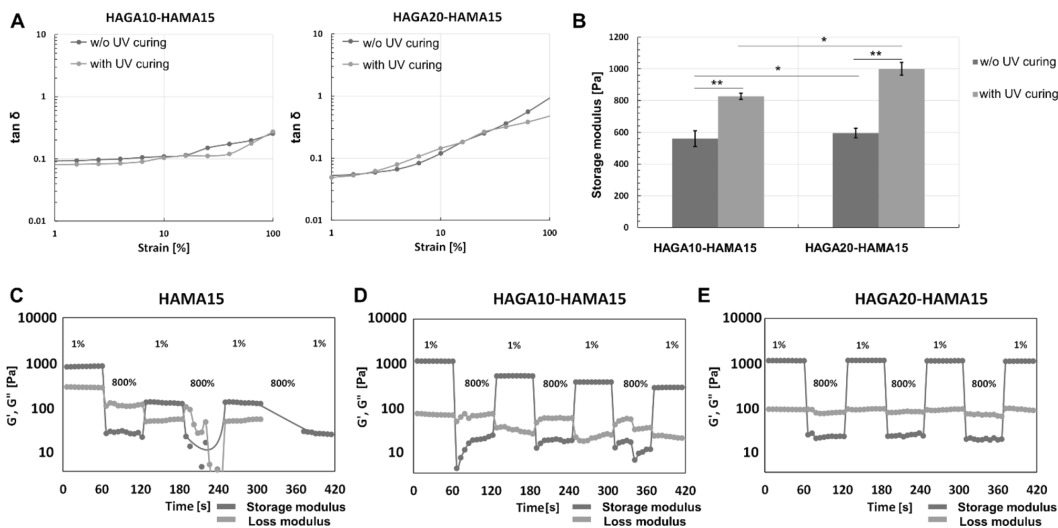 A
HAGA10-HAMA15
w/o UV curing
with UV curing
tan δ
10
1
0.1
0.01
1
10
100
Strain [%]
HAGA20-HAMA15
w/o UV curing
with UV curing
tan δ
10
1
0.1
0.01
1
10
100
Strain [%]
B
Storage modulus [Pa]
1200
1000
800
600
400
200
0
*
*
**
**
HAGA10-HAMA15
HAGA20-HAMA15
w/o UV curing
with UV curing
C
HAMA15
G', G'' [Pa]
10000
1000
100
10
1%
1%
1%
1%
800%
800%
800%
0 60 120 180 240 300 360 420
Time [s]
Storage modulus
Loss modulus
D
HAGA10-HAMA15
G', G'' [Pa]
10000
1000
100
10
1%
1%
1%
1%
800%
800%
800%
0 60 120 180 240 300 360 420
Time[s]
Storage modulus
Loss modulus
E
HAGA20-HAMA15
G', G'' [Pa]
10000
1000
100
10
1%
1%
1%
1%
800%
800%
800%
0 60 120 180 240 300 360 420
Time [s]
Storage modulus
Loss modulus